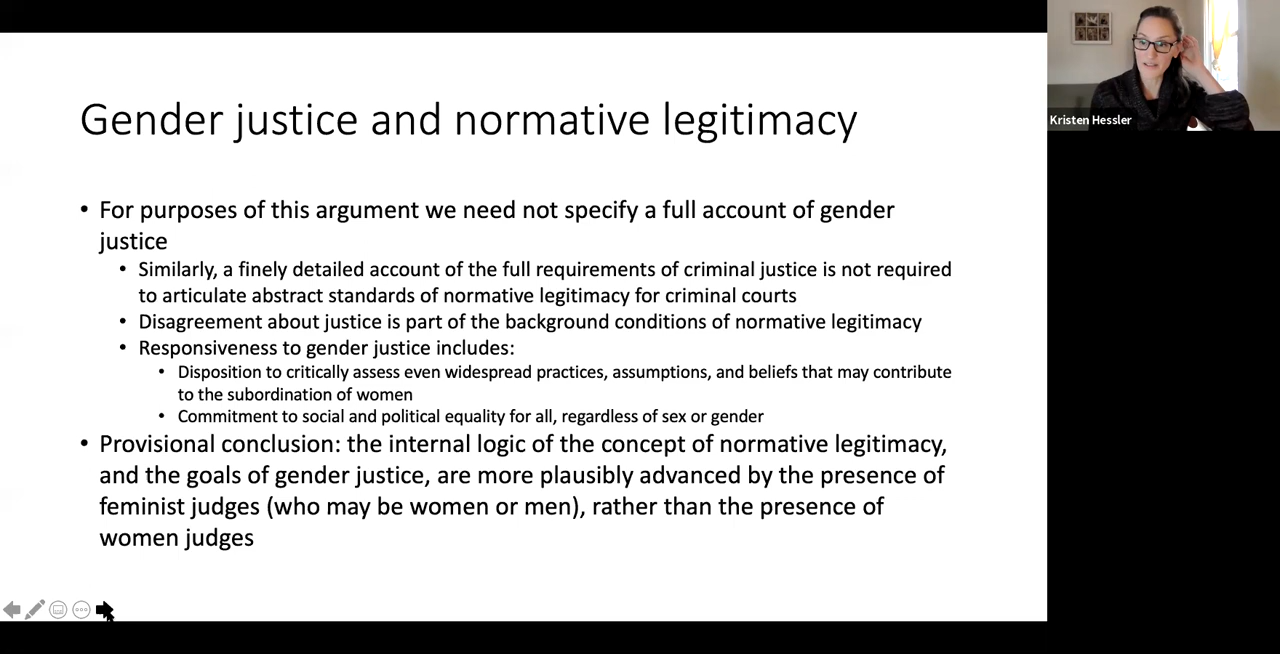 Gender justice and normative legitimacy
• For purposes of this argument we need not specify a full account of gender
justice
• Similarly, a finely detailed account of the full requirements of criminal justice is not required
to articulate abstract standards of normative legitimacy for criminal courts
• Disagreement about justice is part of the background conditions of normative legitimacy
• Responsiveness to gender justice includes:
• Disposition to critically assess even widespread practices, assumptions, and beliefs that may contribute
to the subordination of women
• Commitment to social and political equality for all, regardless of sex or gender
• Provisional conclusion: the internal logic of the concept of normative legitimacy,
and the goals of gender justice, are more plausibly advanced by the presence of
feminist judges (who may be women or men), rather than the presence of
women judges
Kristen Hessler